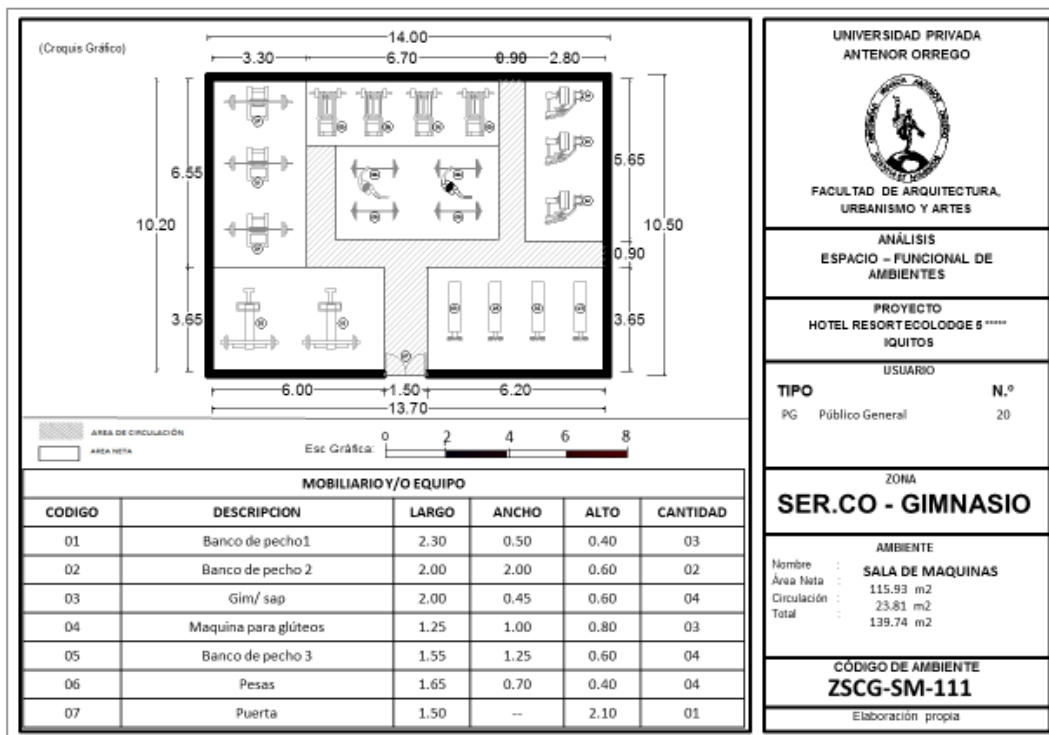 (Croquis Gráfico)
14.00
3.30 6.70 0.90 2.80
6.55
5.65
10.20
10.50
0.90
3.65
3.65
6.00 1.50 6.20
13.70
AREA DE CIRCULACIÓN
AREA NETA
Esc Gráfica: 0 2 4 6 8
MOBILIARIO Y/O EQUIPO
CODIGO DESCRIPCION LARGO ANCHO ALTO CANTIDAD
01 Banco de pecho1 2.30 0.50 0.40 03
02 Banco de pecho 2 2.00 2.00 0.60 02
03 Gim/ sap 2.00 0.45 0.60 04
04 Maquina para glúteos 1.25 1.00 0.80 03
05 Banco de pecho 3 1.55 1.25 0.60 04
06 Pesas 1.65 0.70 0.40 04
07 Puerta 1.50 -- 2.10 01
UNIVERSIDAD PRIVADA
ANTENOR ORREGO
FACULTAD DE ARQUITECTURA,
URBANISMO Y ARTES
ANÁLISIS
ESPACIO – FUNCIONAL DE
AMBIENTES
PROYECTO
HOTEL RESORT ECOLODGE 5 *****
IQUITOS
USUARIO
TIPO N.º
PG Público General 20
ZONA
SER.CO - GIMNASIO
AMBIENTE
Nombre : SALA DE MAQUINAS
Área Neta : 115.93 m2
Circulación : 23.81 m2
Total : 139.74 m2
CÓDIGO DE AMBIENTE
ZSCG-SM-111
Elaboración propia